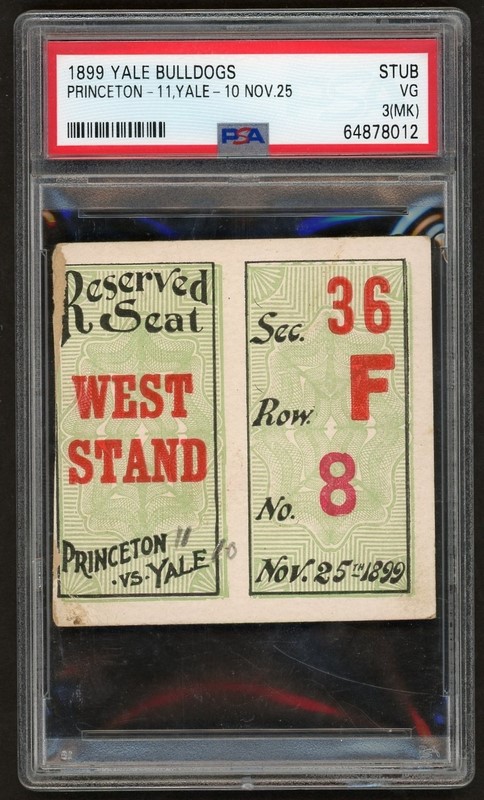 1899 YALE BULLDOGS STUB
PRINCETON - 11,YALE - 10 NOV.25 VG
3(MK)
PSA 64878012
Reserved
Seat
WEST
STAND
PRINCETON 11
·VS· YALE 10
Sec. 36
Row. F
No. 8
Nov. 25TH 1899